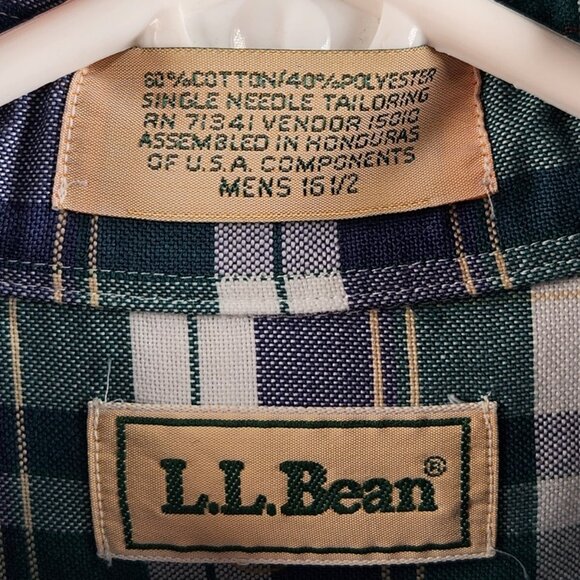 60%COTTON/40%POLYESTER
SINGLE NEEDLE TAILORING
RN 71341 VENDOR 15010
ASSEMBLED IN HONDURAS
OF U.S.A. COMPONENTS
MENS 16 1/2
L.L.Bean®